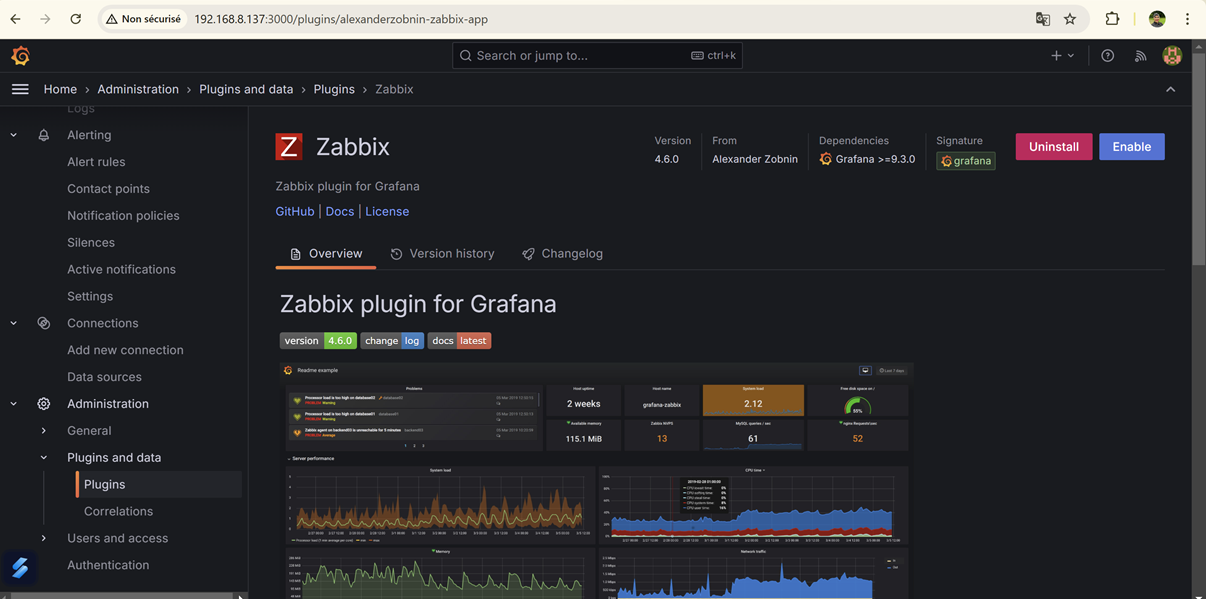 Non sécurisé
192.168.8.137:3000/plugins/alexanderzobnin-zabbix-app
Search or jump to...
ctrl+k
Home › Administration › Plugins and data › Plugins › Zabbix
Logs
Alerting
Alert rules
Contact points
Notification policies
Silences
Active notifications
Settings
Connections
Add new connection
Data sources
Administration
General
Plugins and data
Plugins
Correlations
Users and access
Authentication
Z
Zabbix
Version
4.6.0
From
Alexander Zobnin
Dependencies
Grafana >=9.3.0
Signature
grafana
Uninstall
Enable
Zabbix plugin for Grafana
GitHub | Docs | License
Overview
Version history
Changelog
Zabbix plugin for Grafana
version 4.6.0
change log
docs latest
Readme example
Last 7 days
Problems
Processor load is too high on database02
Processor load is too high on database01
Zabbix agent on backend03 is unreachable for 5 minutes
1 2 3
Host uptime
2 weeks
Host name
grafana-zabbix
System load
2.12
Free disk space on /
55%
Available memory
115.1 MiB
Zabbix NVPS
13
MySQL queries / sec
61
nginx Requests/sec
52
Server performance
System load
CPU time
Memory
Network traffic